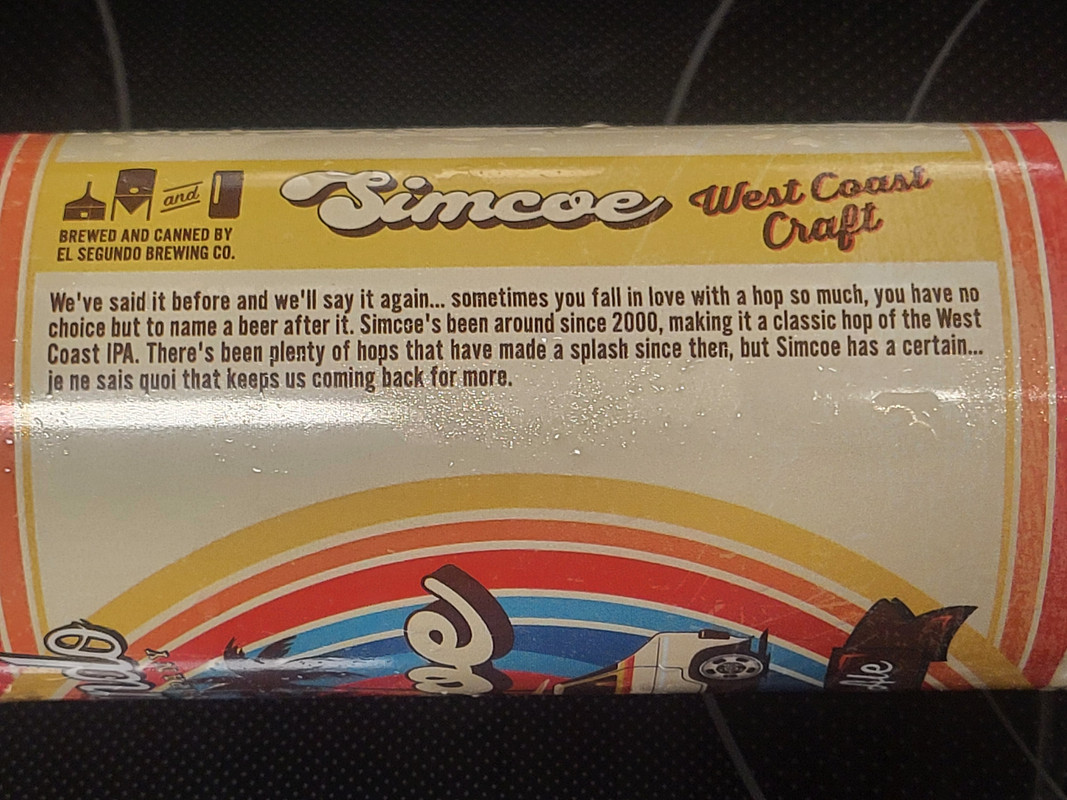 and
BREWED AND CANNED BY
EL SEGUNDO BREWING CO.
Simcoe
West Coast
Craft
We've said it before and we'll say it again... sometimes you fall in love with a hop so much, you have no
choice but to name a beer after it. Simcoe's been around since 2000, making it a classic hop of the West
Coast IPA. There's been plenty of hops that have made a splash since then, but Simcoe has a certain...
je ne sais quoi that keeps us coming back for more.
Ale